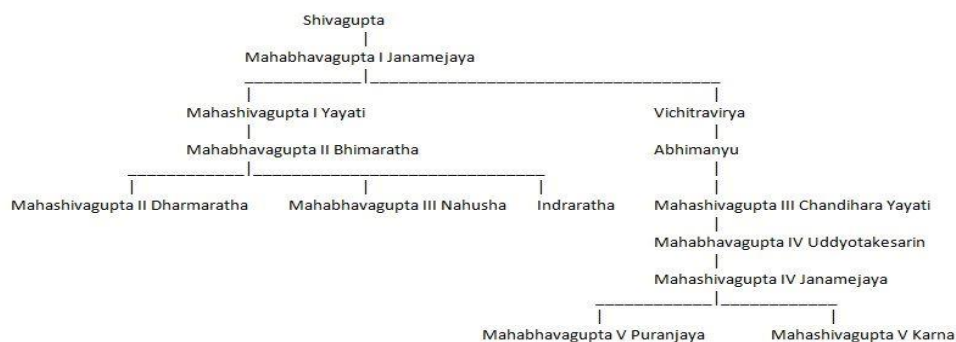 Shivagupta
Mahabhavagupta I Janamejaya
Mahashivagupta I Yayati Vichitravirya
Mahabhavagupta II Bhimaratha Abhimanyu
Mahashivagupta II Dharmaratha Mahabhavagupta III Nahusha Indraratha Mahashivagupta III Chandihara Yayati
Mahabhavagupta IV Uddyotakesarin
Mahashivagupta IV Janamejaya
Mahabhavagupta V Puranjaya Mahashivagupta V Karna